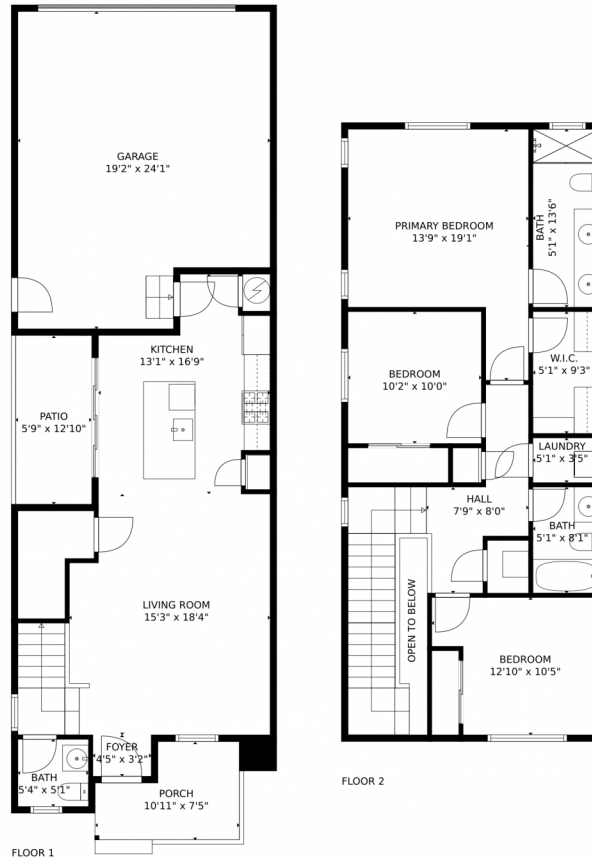 GARAGE
19'2" x 24'1"
KITCHEN
13'1" x 16'9"
PATIO
5'9" x 12'10"
LIVING ROOM
15'3" x 18'4"
FOYER
4'5" x 3'2"
BATH
5'4" x 5'1"
PORCH
10'11" x 7'5"
FLOOR 1
PRIMARY BEDROOM
13'9" x 19'1"
BATH
5'1" x 13'6"
BEDROOM
10'2" x 10'0"
W.I.C.
5'1" x 9'3"
LAUNDRY
5'1" x 3'5"
HALL
7'9" x 8'0"
BATH
5'1" x 8'1"
OPEN TO BELOW
BEDROOM
12'10" x 10'5"
FLOOR 2